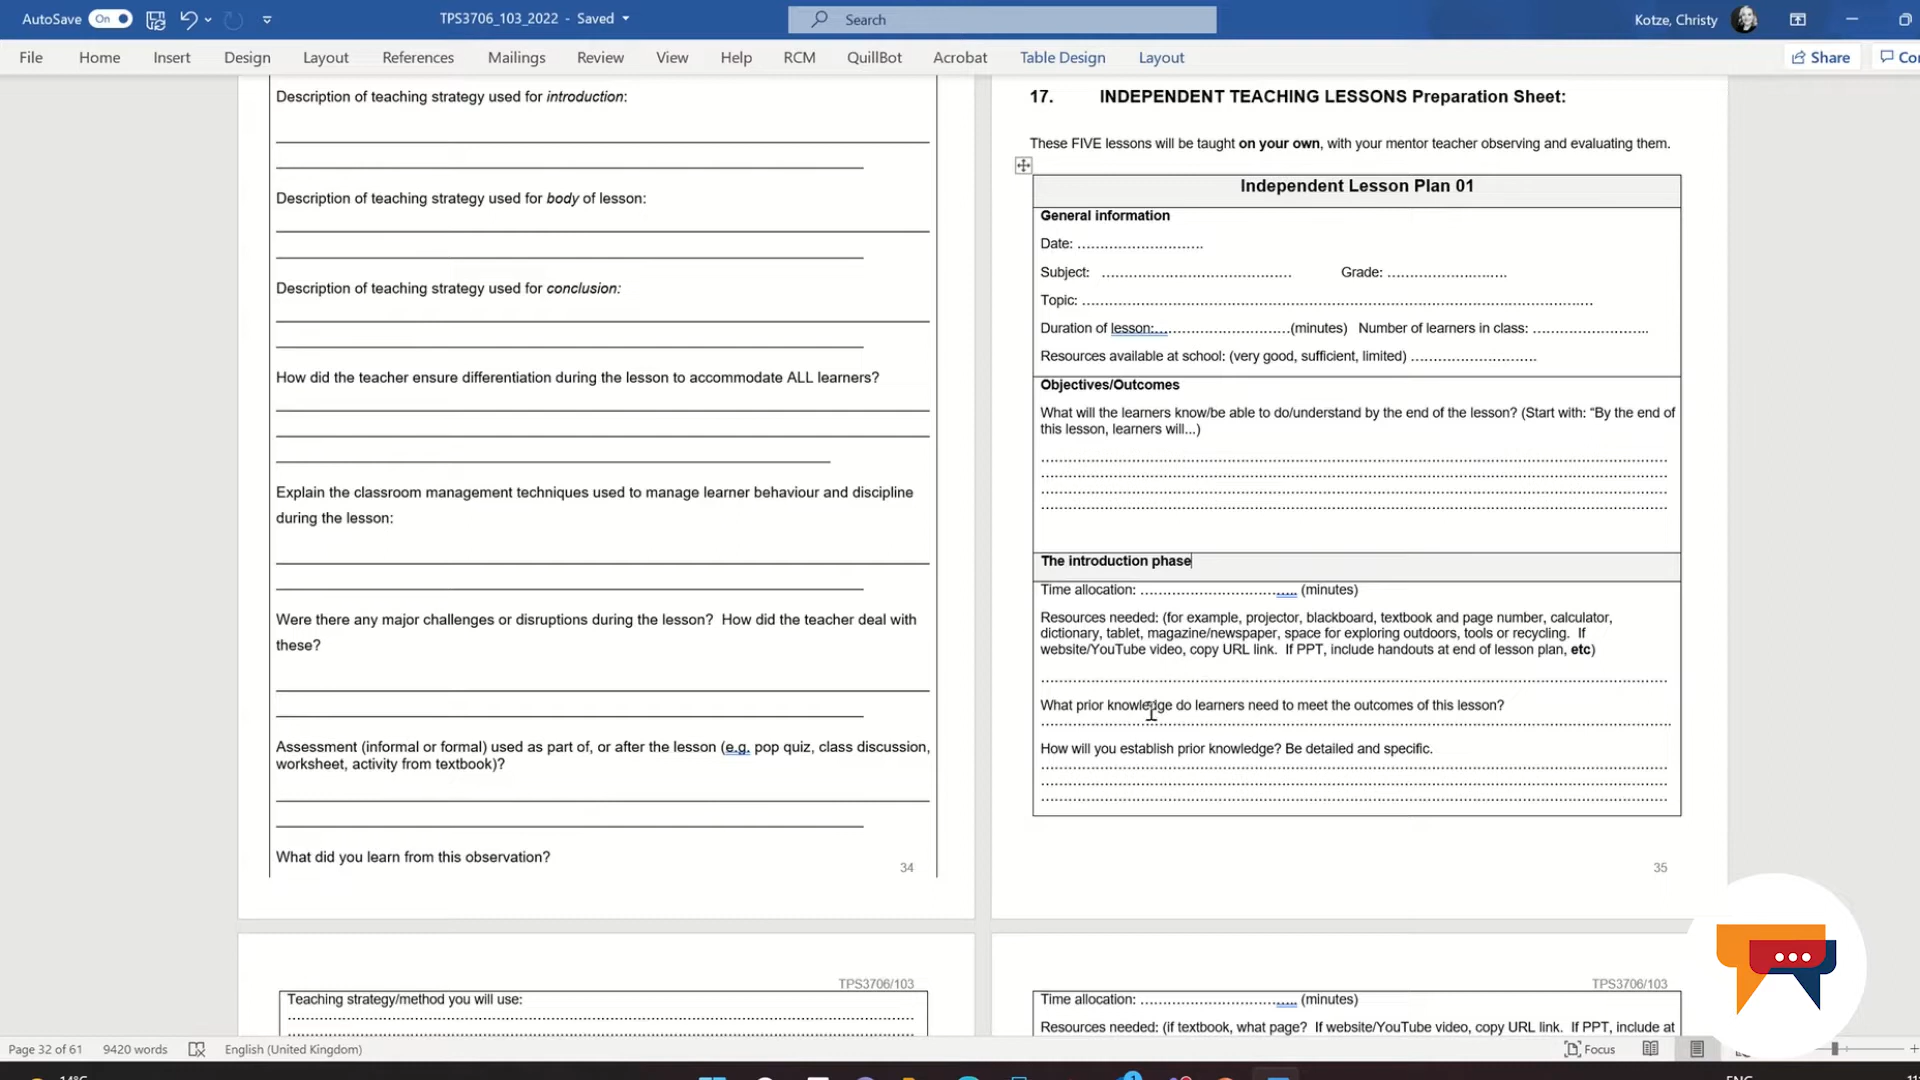 AutoSave On TPS3706_103_2022 - Saved Search Kotze, Christy
File Home Insert Design Layout References Mailings Review View Help RCM QuillBot Acrobat Table Design Layout Share Co
Description of teaching strategy used for introduction:
Description of teaching strategy used for body of lesson:
Description of teaching strategy used for conclusion:
How did the teacher ensure differentiation during the lesson to accommodate ALL learners?
Explain the classroom management techniques used to manage learner behaviour and discipline
during the lesson:
Were there any major challenges or disruptions during the lesson? How did the teacher deal with
these?
Assessment (informal or formal) used as part of, or after the lesson (e.g. pop quiz, class discussion,
worksheet, activity from textbook)?
What did you learn from this observation?
34
17. INDEPENDENT TEACHING LESSONS Preparation Sheet:
These FIVE lessons will be taught on your own, with your mentor teacher observing and evaluating them.
Independent Lesson Plan 01
General information
Date: ............................
Subject: .......................................... Grade: ..........................
Topic: ................................................................................
Duration of lesson:..............................(minutes) Number of learners in class: .........................
Resources available at school: (very good, sufficient, limited) ............................
Objectives/Outcomes
What will the learners know/be able to do/understand by the end of the lesson? (Start with: “By the end of
this lesson, learners will...)
The introduction phase
Time allocation: .................................. (minutes)
Resources needed: (for example, projector, blackboard, textbook and page number, calculator,
dictionary, tablet, magazine/newspaper, space for exploring outdoors, tools or recycling. If
website/YouTube video, copy URL link. If PPT, include handouts at end of lesson plan, etc)
What prior knowledge do learners need to meet the outcomes of this lesson?
How will you establish prior knowledge? Be detailed and specific.
35
TPS3706/103
Teaching strategy/method you will use:
TPS3706/103
Time allocation: .................................. (minutes)
Resources needed: (if textbook, what page? If website/YouTube video, copy URL link. If PPT, include at
Page 32 of 61 9420 words English (United Kingdom) Focus